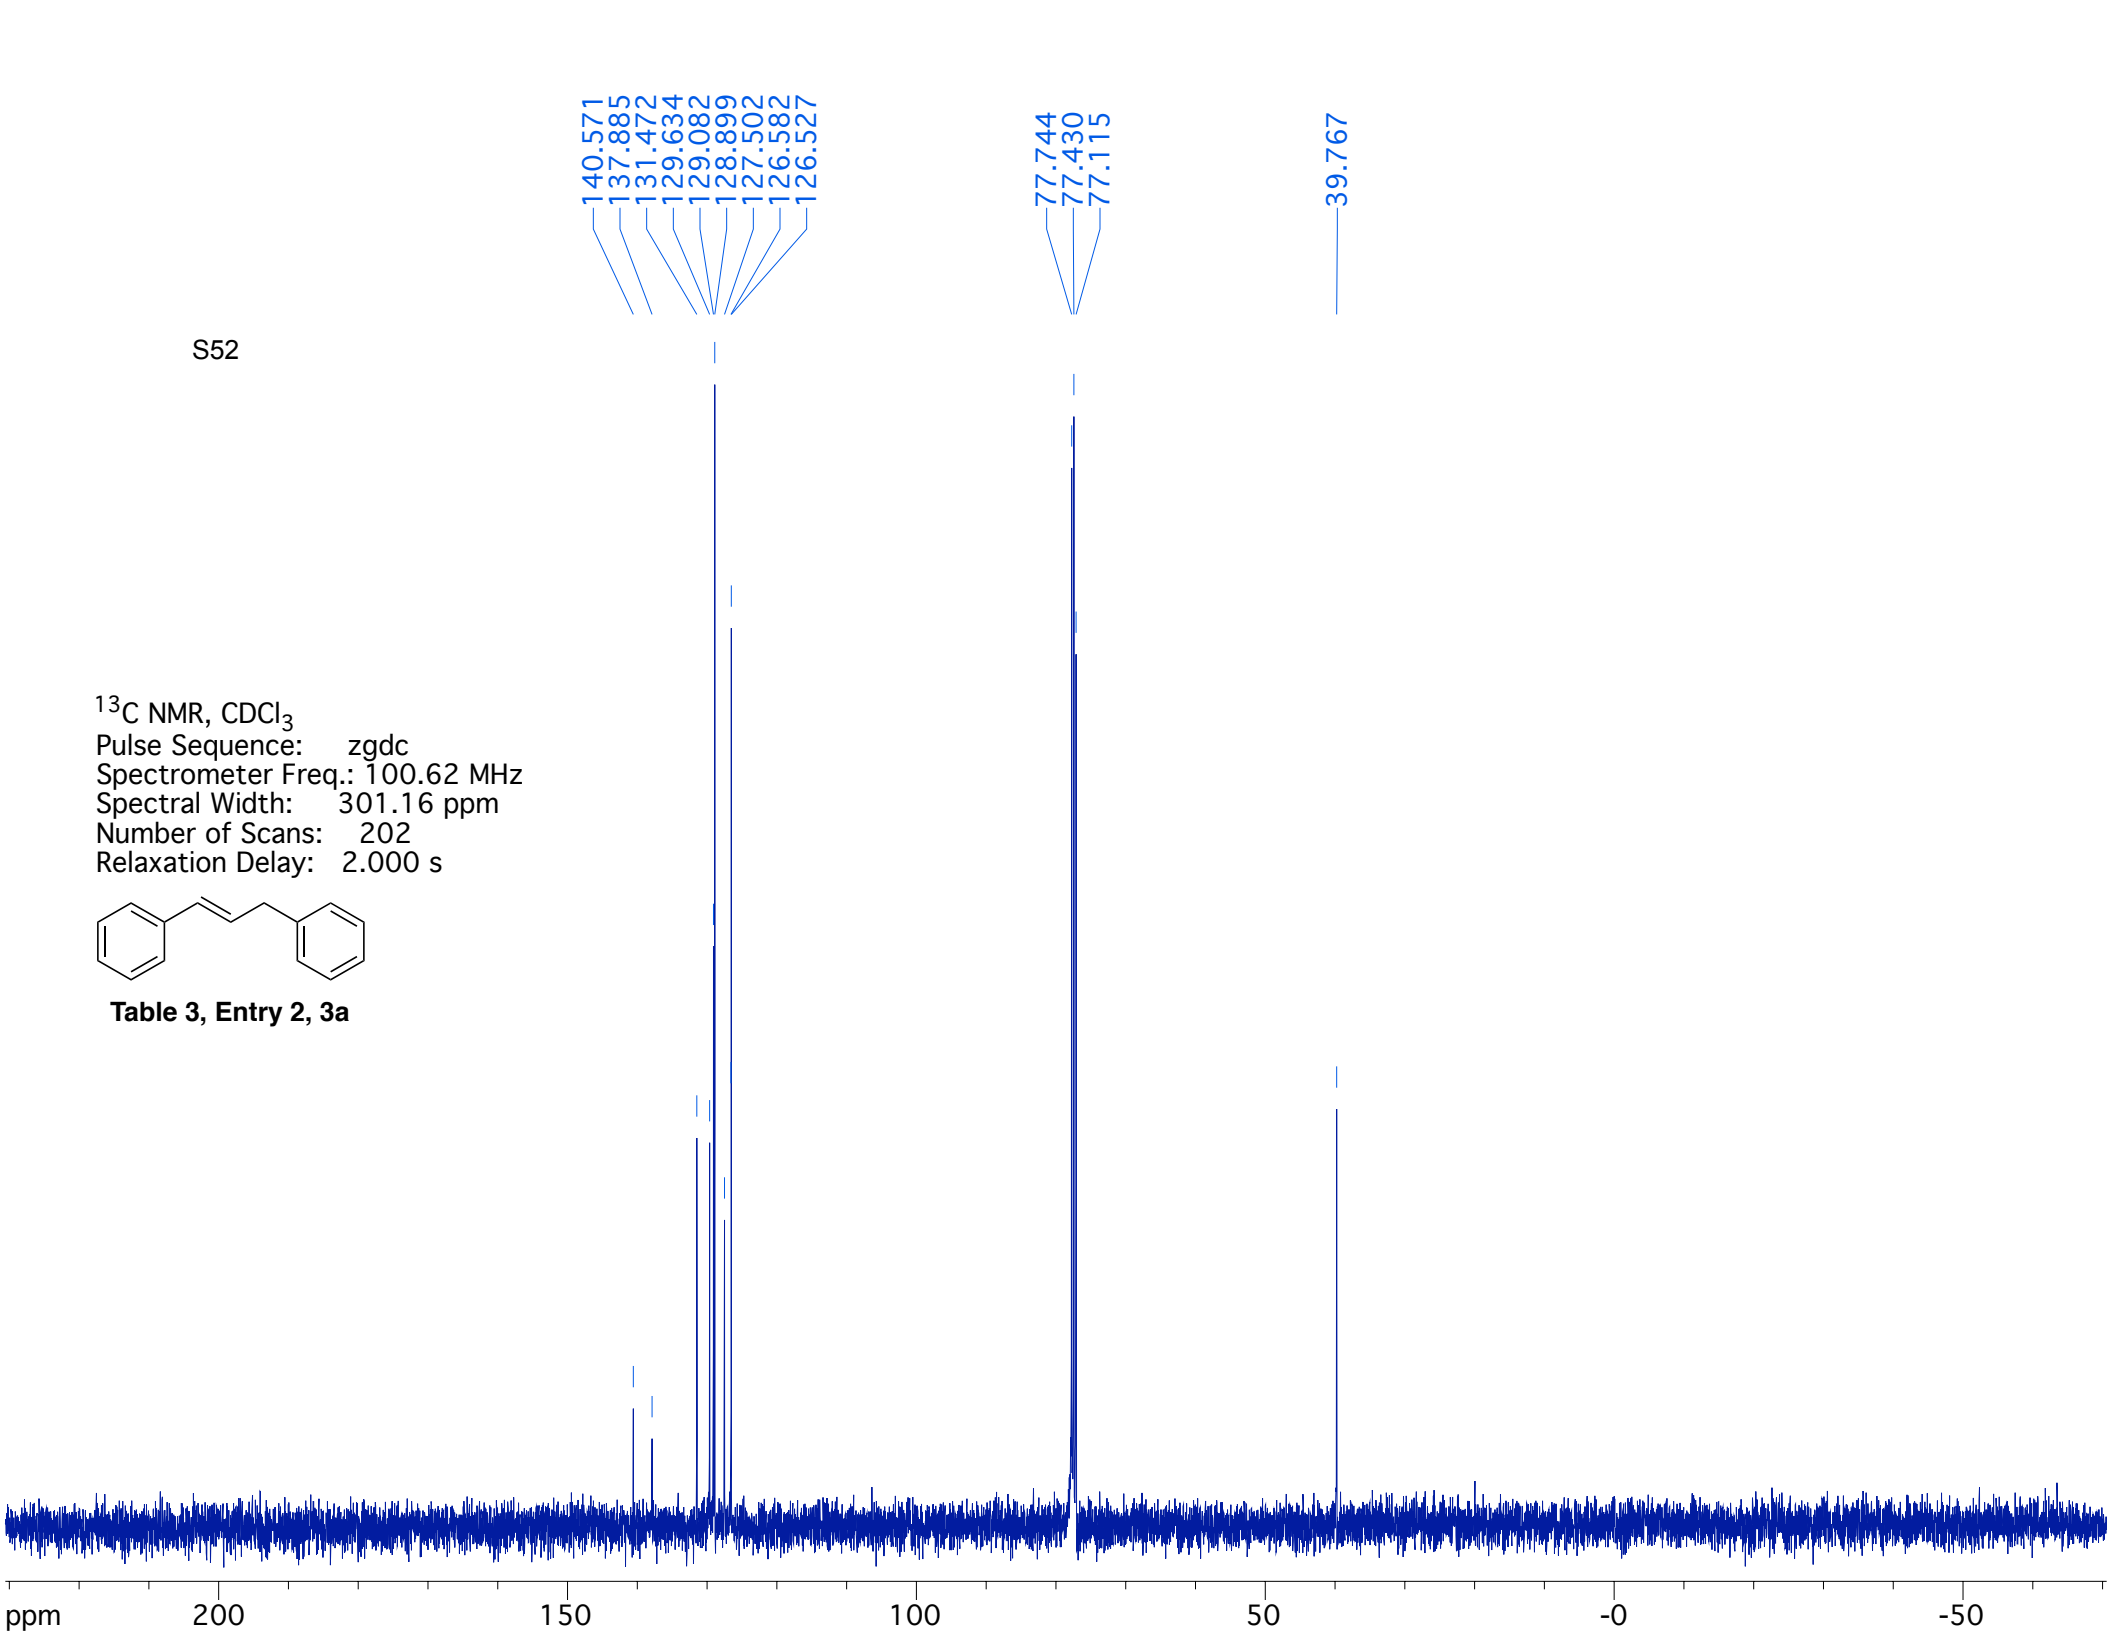 140.571
137.885
131.472
129.634
129.082
128.899
127.502
126.582
126.527
77.744
77.430
77.115
39.767
S52
13C NMR, CDCl3
Pulse Sequence: zgdc
Spectrometer Freq.: 100.62 MHz
Spectral Width: 301.16 ppm
Number of Scans: 202
Relaxation Delay: 2.000 s
Table 3, Entry 2, 3a
ppm 200 150 100 50 -0 -50